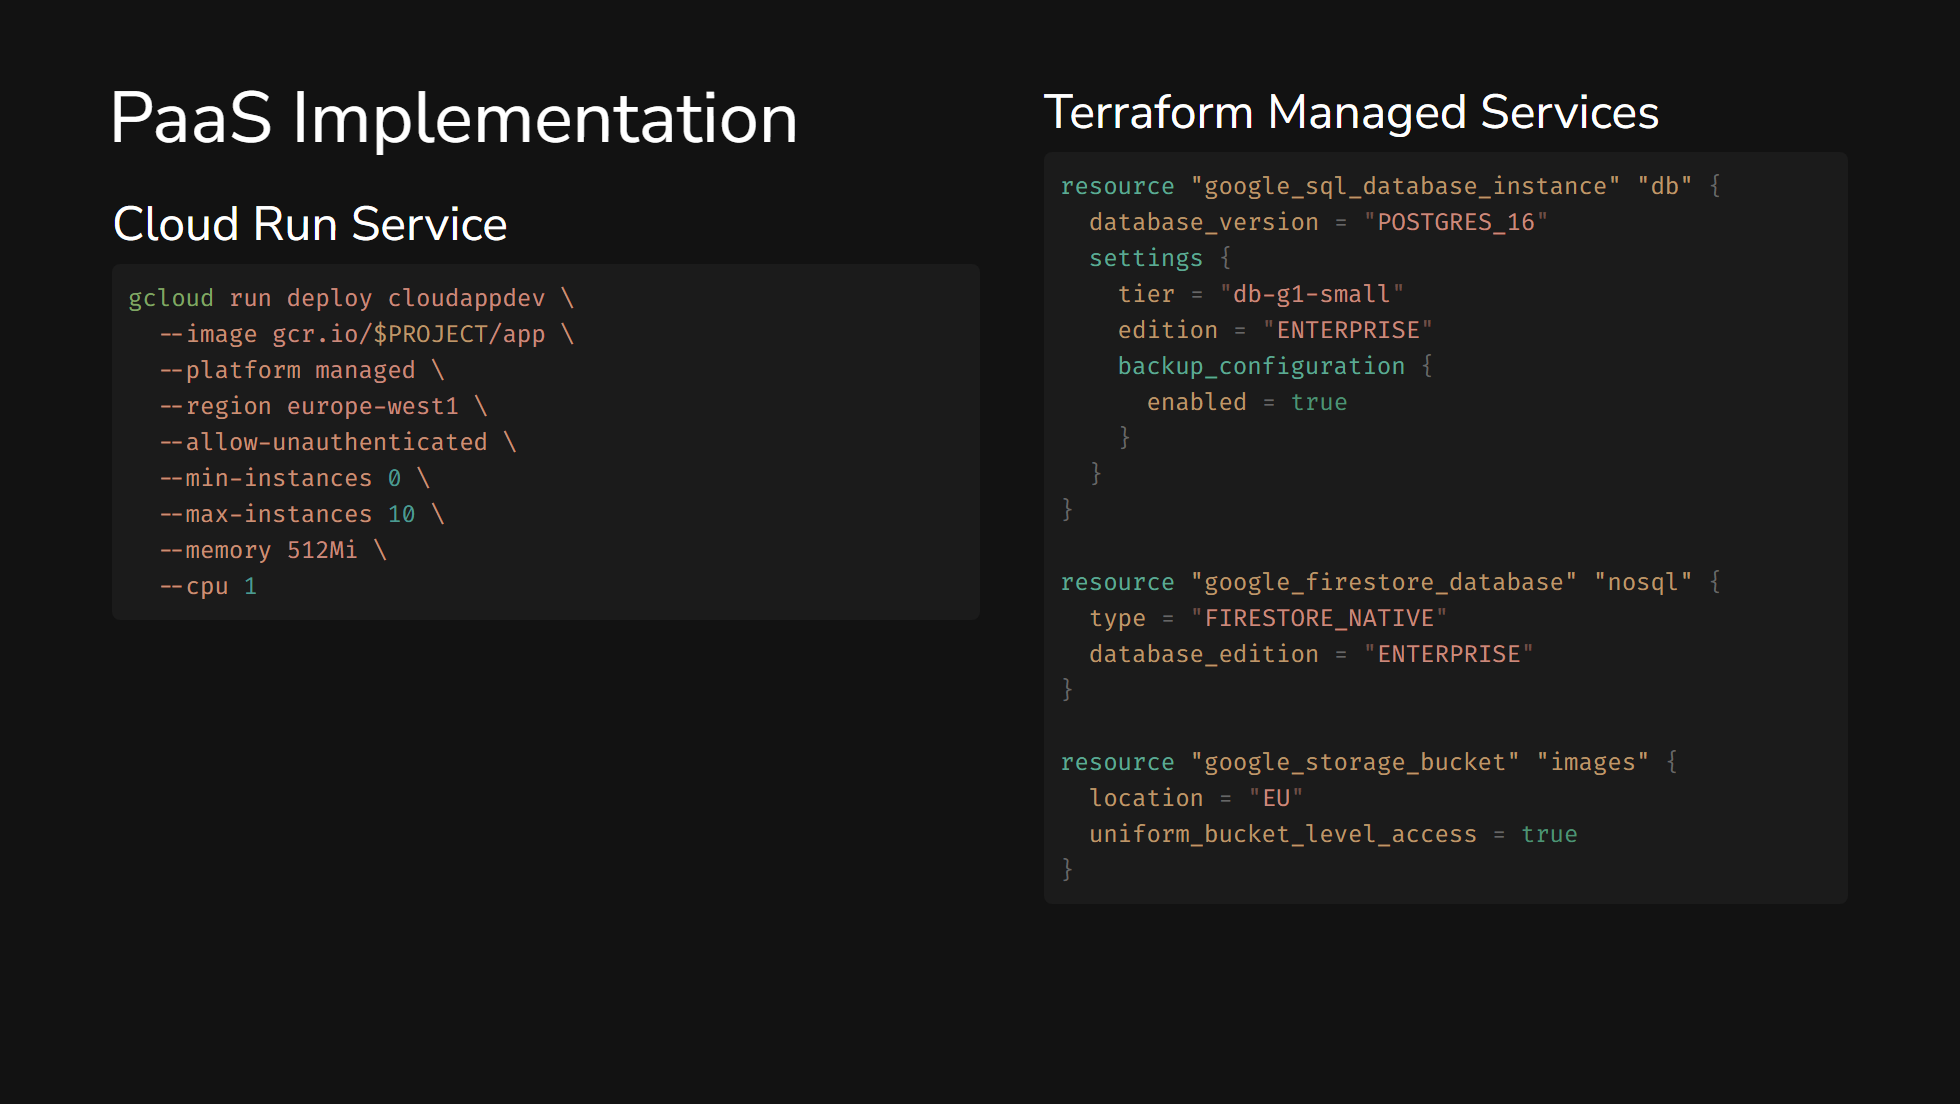 PaaS Implementation
Cloud Run Service
gcloud run deploy cloudappdev \
  --image gcr.io/$PROJECT/app \
  --platform managed \
  --region europe-west1 \
  --allow-unauthenticated \
  --min-instances 0 \
  --max-instances 10 \
  --memory 512Mi \
  --cpu 1
Terraform Managed Services
resource "google_sql_database_instance" "db" {
  database_version = "POSTGRES_16"
  settings {
    tier = "db-g1-small"
    edition = "ENTERPRISE"
    backup_configuration {
      enabled = true
    }
  }
}
resource "google_firestore_database" "nosql" {
  type = "FIRESTORE_NATIVE"
  database_edition = "ENTERPRISE"
}
resource "google_storage_bucket" "images" {
  location = "EU"
  uniform_bucket_level_access = true
}